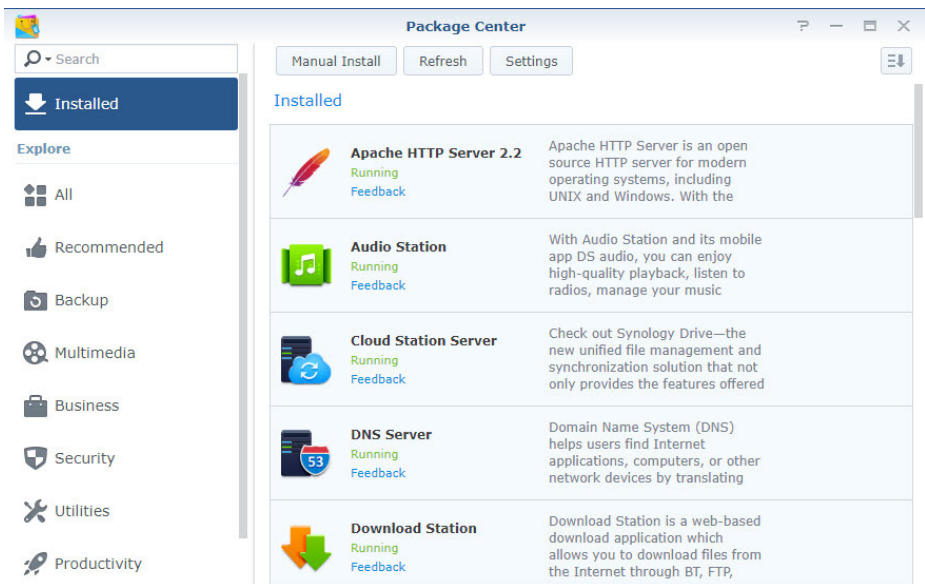 Package Center
Search
Installed
Explore
All
Recommended
Backup
Multimedia
Business
Security
Utilities
Productivity
Manual Install
Refresh
Settings
Installed
Apache HTTP Server 2.2
Running
Feedback
Apache HTTP Server is an open
source HTTP server for modern
operating systems, including
UNIX and Windows. With the
Audio Station
Running
Feedback
With Audio Station and its mobile
app DS audio, you can enjoy
high-quality playback, listen to
radios, manage your music
Cloud Station Server
Running
Feedback
Check out Synology Drive—the
new unified file management and
synchronization solution that not
only provides the features offered
DNS Server
Running
Feedback
53
Domain Name System (DNS)
helps users find Internet
applications, computers, or other
network devices by translating
Download Station
Running
Feedback
Download Station is a web-based
download application which
allows you to download files from
the Internet through BT, FTP,